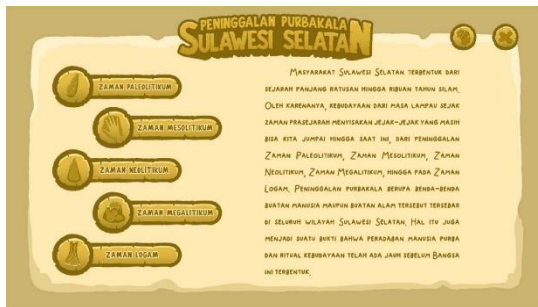 PENINGGALAN PURBAKALA
SULAWESI SELATAN
ZAMAN PALEOLITIKUM
ZAMAN MESOLITIKUM
ZAMAN NEOLITIKUM
ZAMAN MEGALITIKUM
ZAMAN LOGAM
MASYARAKAT SULAWESI SELATAN TERBENTUK DARI
SEJARAH PANJANG RATUSAN HINGGA RIBUAN TAHUN SILAM,
OLEH KARENANYA, KEBUDAYAAN DARI MASA LAMPAU SEJAK
ZAMAN PRASEJARAH MENYISAKAN JEJAK-JEJAK YANG MASIH
BISA KITA JUMPAI HINGGA SAAT INI, DARI PENINGGALAN
ZAMAN PALEOLITIKUM, ZAMAN MESOLITIKUM, ZAMAN
NEOLITIKUM, ZAMAN MEGALITIKUM, HINGGA PADA ZAMAN
LOGAM. PENINGGALAN PURBAKALA BERUPA BENDA-BENDA
BUATAN MANUSIA MAUPUN BUATAN ALAM TERSEBUT TERSEBAR
DI SELURUH WILAYAH SULAWESI SELATAN. HAL ITU JUGA
MENJADI SUATU BUKTI BAHWA PERADABAN MANUSIA PURBA
DAN RITUAL KEBUDAYAAN TELAH ADA JAUH SEBELUM BANGSA
INI TERBENTUK.